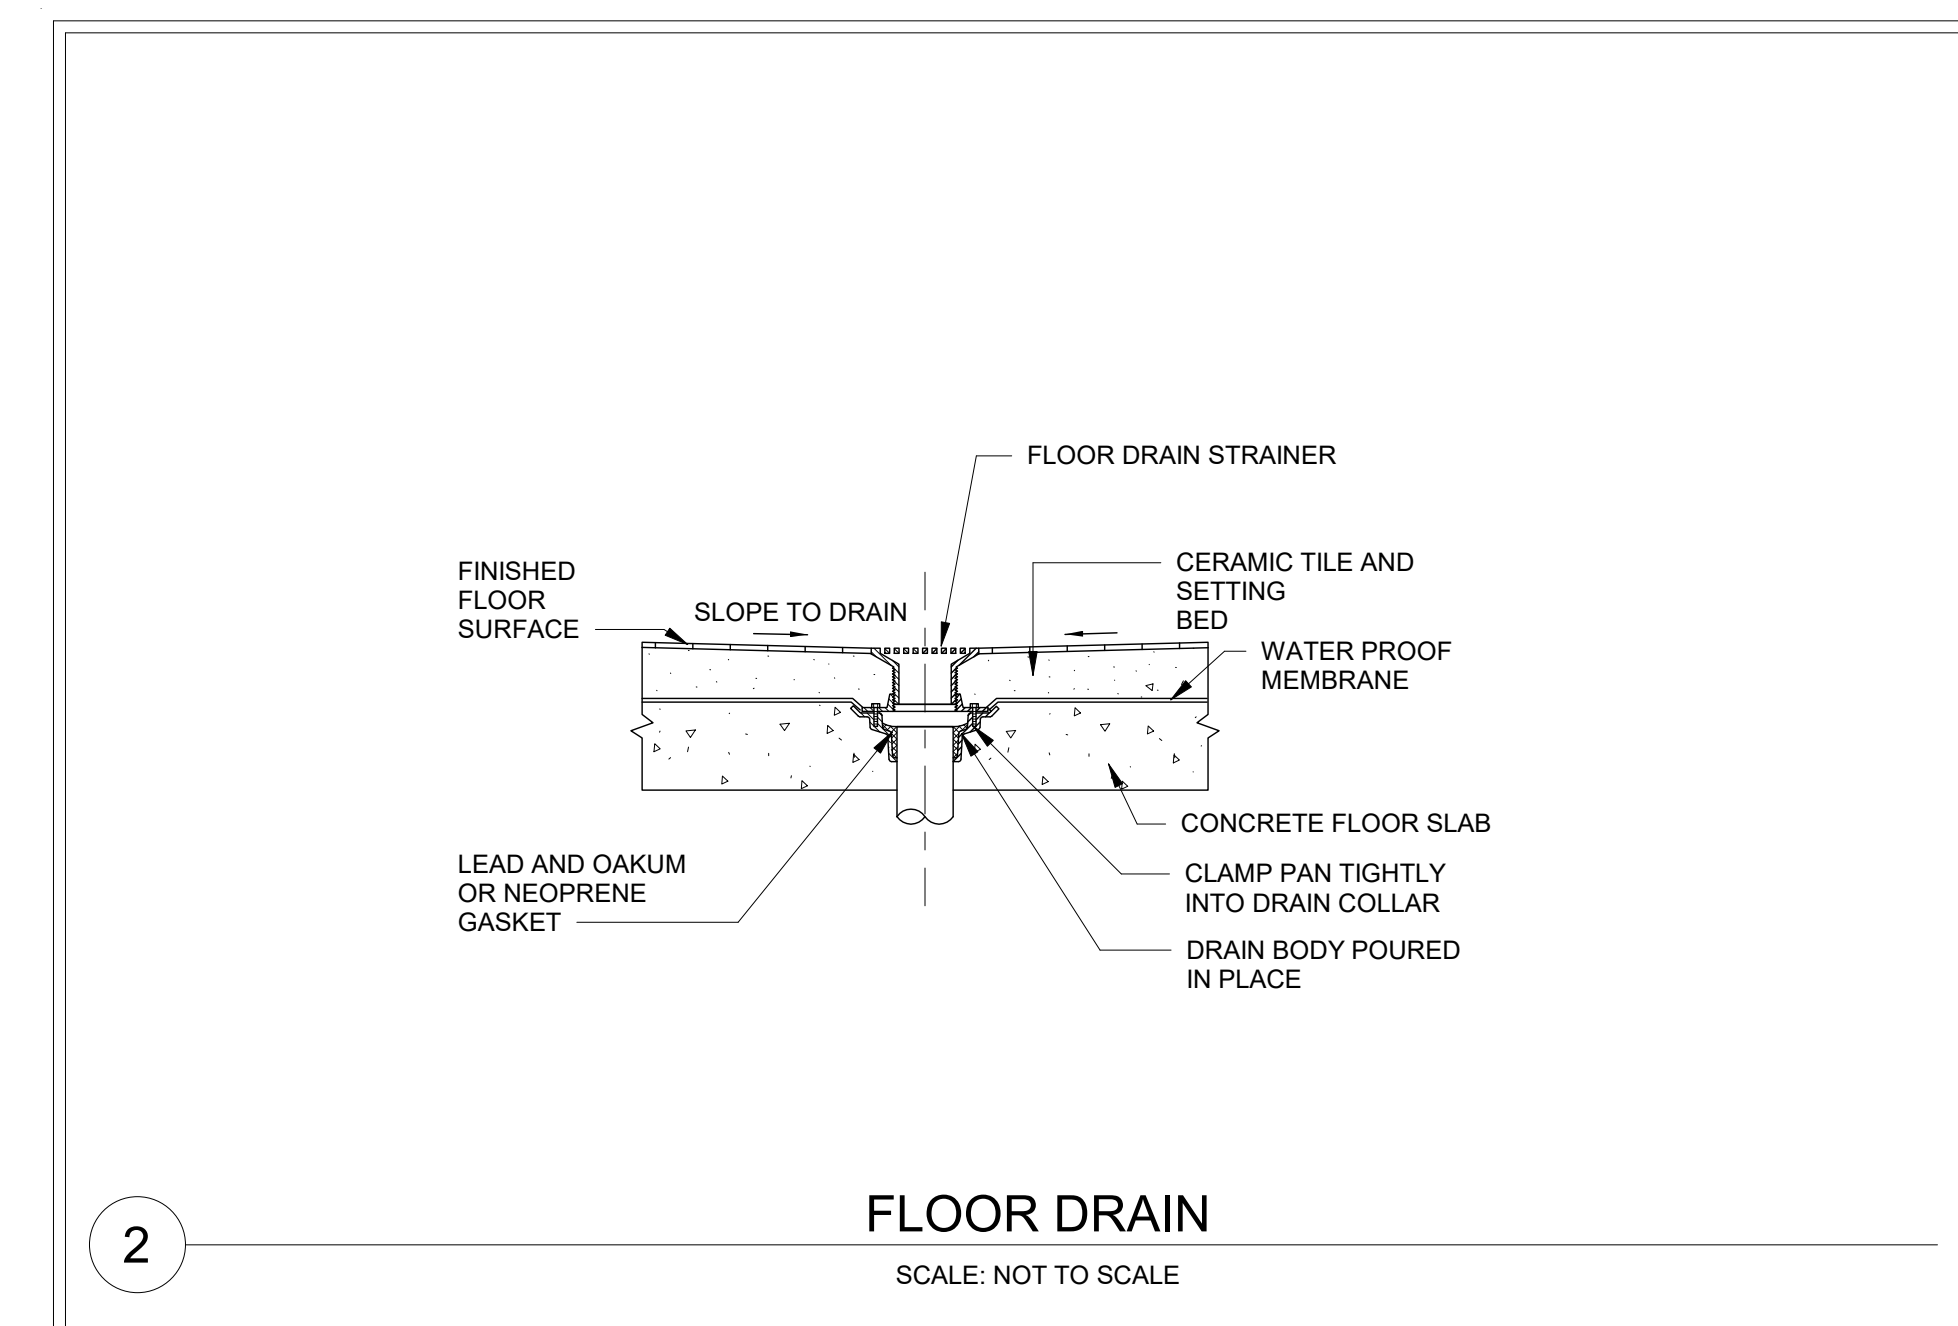 FLOOR DRAIN STRAINER
FINISHED
FLOOR
SURFACE
SLOPE TO DRAIN
CERAMIC TILE AND
SETTING
BED
WATER PROOF
MEMBRANE
CONCRETE FLOOR SLAB
LEAD AND OAKUM
OR NEOPRENE
GASKET
CLAMP PAN TIGHTLY
INTO DRAIN COLLAR
DRAIN BODY POURED
IN PLACE
2
FLOOR DRAIN
SCALE: NOT TO SCALE